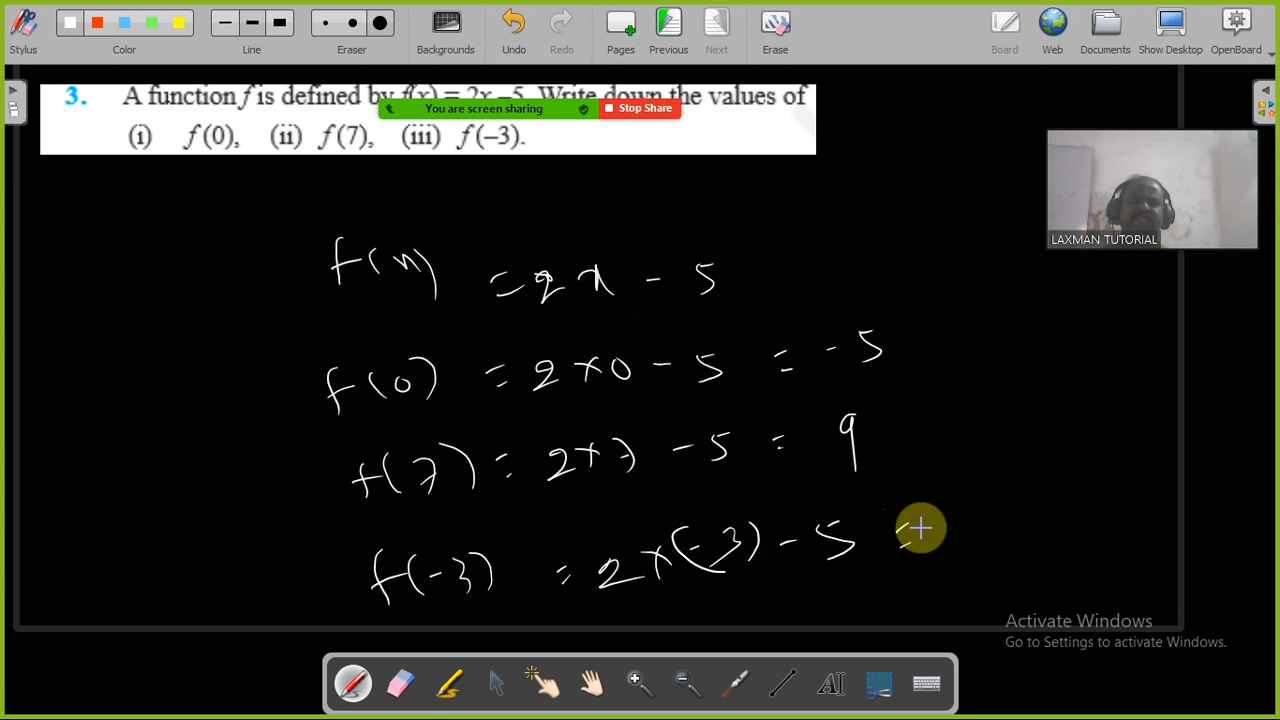 Stylus Color Line Eraser Backgrounds Undo Redo Pages Previous Next Erase Board Web Documents Show Desktop OpenBoard
3. A function f is defined by f(x) = 2x –5. Write down the values of
You are screen sharing Stop Share
(i) f (0), (ii) f (7), (iii) f (–3).
LAXMAN TUTORIAL
f(x) = 2x - 5
f(0) = 2 x 0 - 5 = -5
f(7) = 2 x 7 - 5 = 9
f(-3) = 2 x (-3) - 5 =
Activate Windows
Go to Settings to activate Windows.
AI